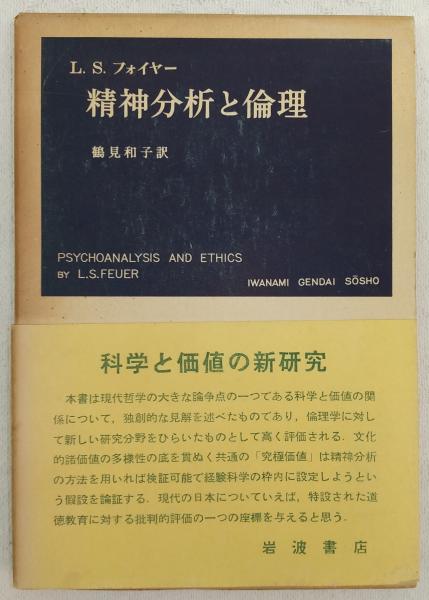 L. S. フォイヤー
精神分析と倫理
鶴見和子訳
PSYCHOANALYSIS AND ETHICS
BY L.S.FEUER
IWANAMI GENDAI SŌSHO
科学と価値の新研究
本書は現代哲学の大きな論争点の一つである科学と価値の関
係について，独創的な見解を述べたものであり，倫理学に対し
て新しい研究分野をひらいたものとして高く評価される．文化
的諸価値の多様性の底を貫ぬく共通の「究極価値」は精神分析
の方法を用いれば検証可能で経験科学の枠内に設定しようとい
う仮設を論証する．現代の日本についていえば，特設された道
徳教育に対する批判的評価の一つの座標を与えると思う．
岩波書店